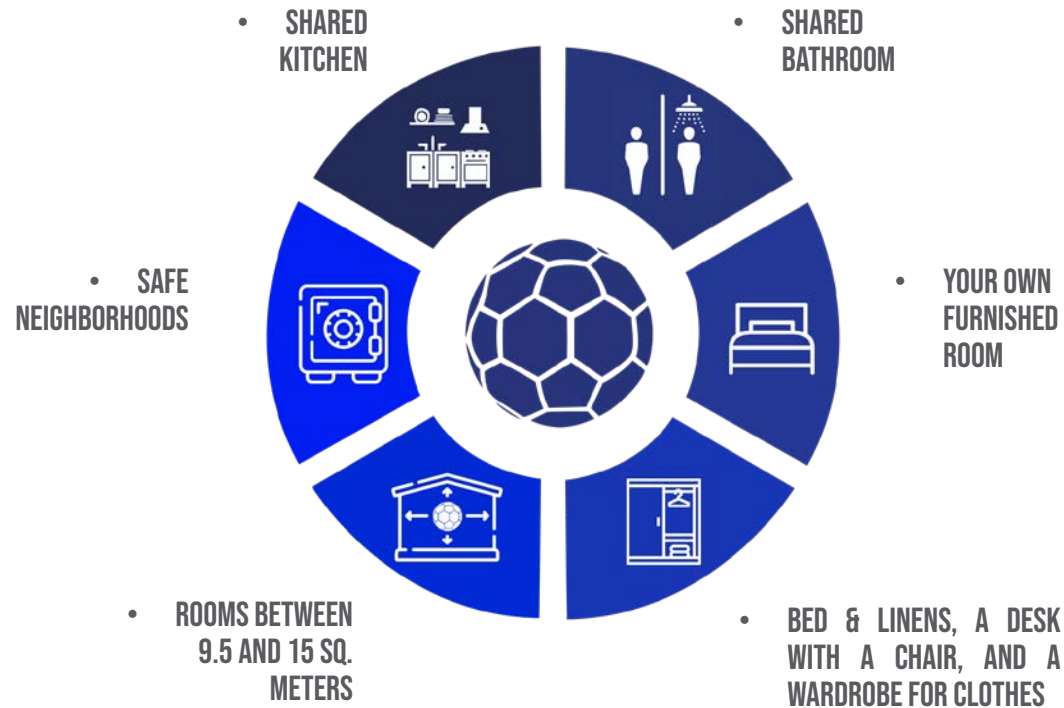 • SHARED
KITCHEN
• SHARED
BATHROOM
• SAFE
NEIGHBORHOODS
• YOUR OWN
FURNISHED
ROOM
• ROOMS BETWEEN
9.5 AND 15 SQ.
METERS
• BED & LINENS, A DESK
WITH A CHAIR, AND A
WARDROBE FOR CLOTHES